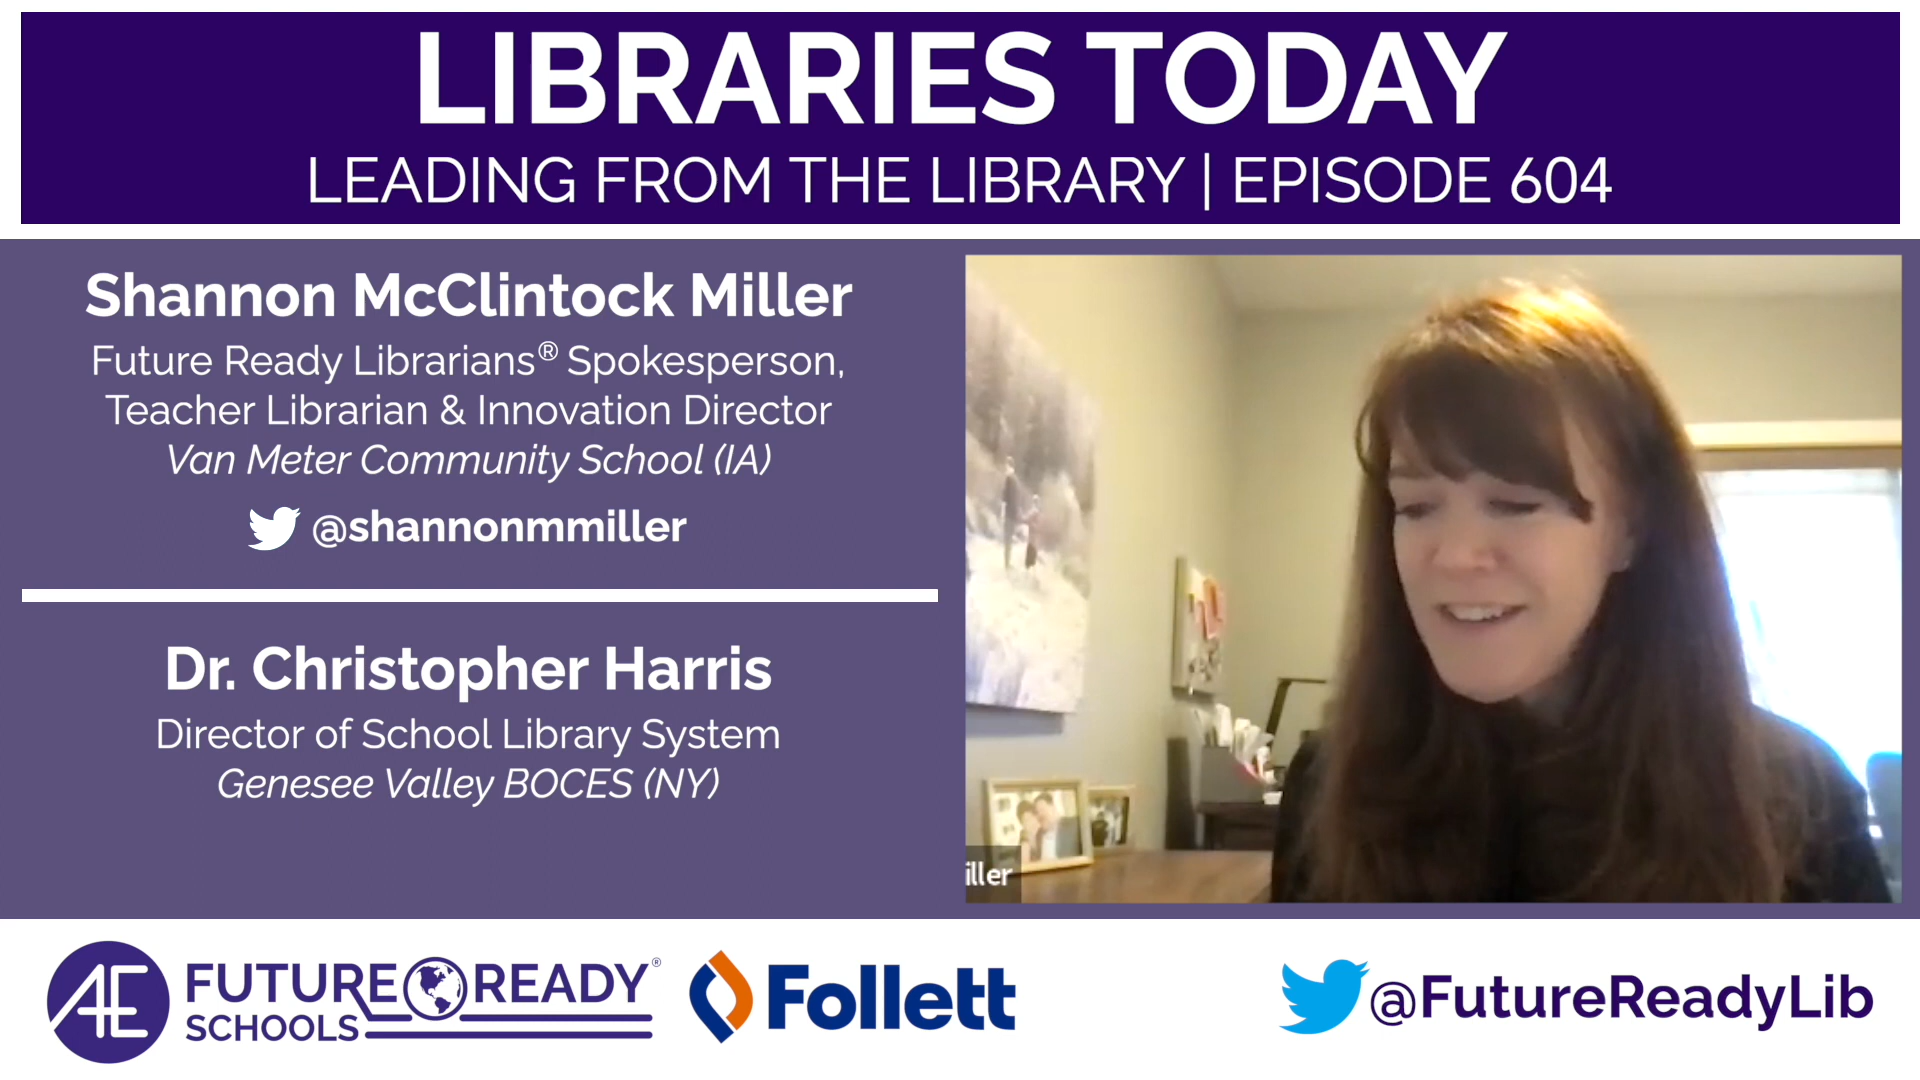 LIBRARIES TODAY
LEADING FROM THE LIBRARY | EPISODE 604
Shannon McClintock Miller
Future Ready Librarians® Spokesperson,
Teacher Librarian & Innovation Director
Van Meter Community School (IA)
@shannonmmiller
Dr. Christopher Harris
Director of School Library System
Genesee Valley BOCES (NY)
iller
AE FUTURE READY®
SCHOOLS
Follett
@FutureReadyLib